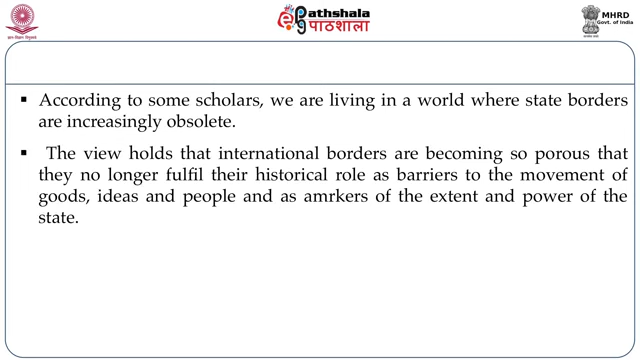 ePathshala
पाठशाला
MHRD
Govt. of India
▪ According to some scholars, we are living in a world where state borders
are increasingly obsolete.
▪ The view holds that international borders are becoming so porous that
they no longer fulfil their historical role as barriers to the movement of
goods, ideas and people and as amrkers of the extent and power of the
state.